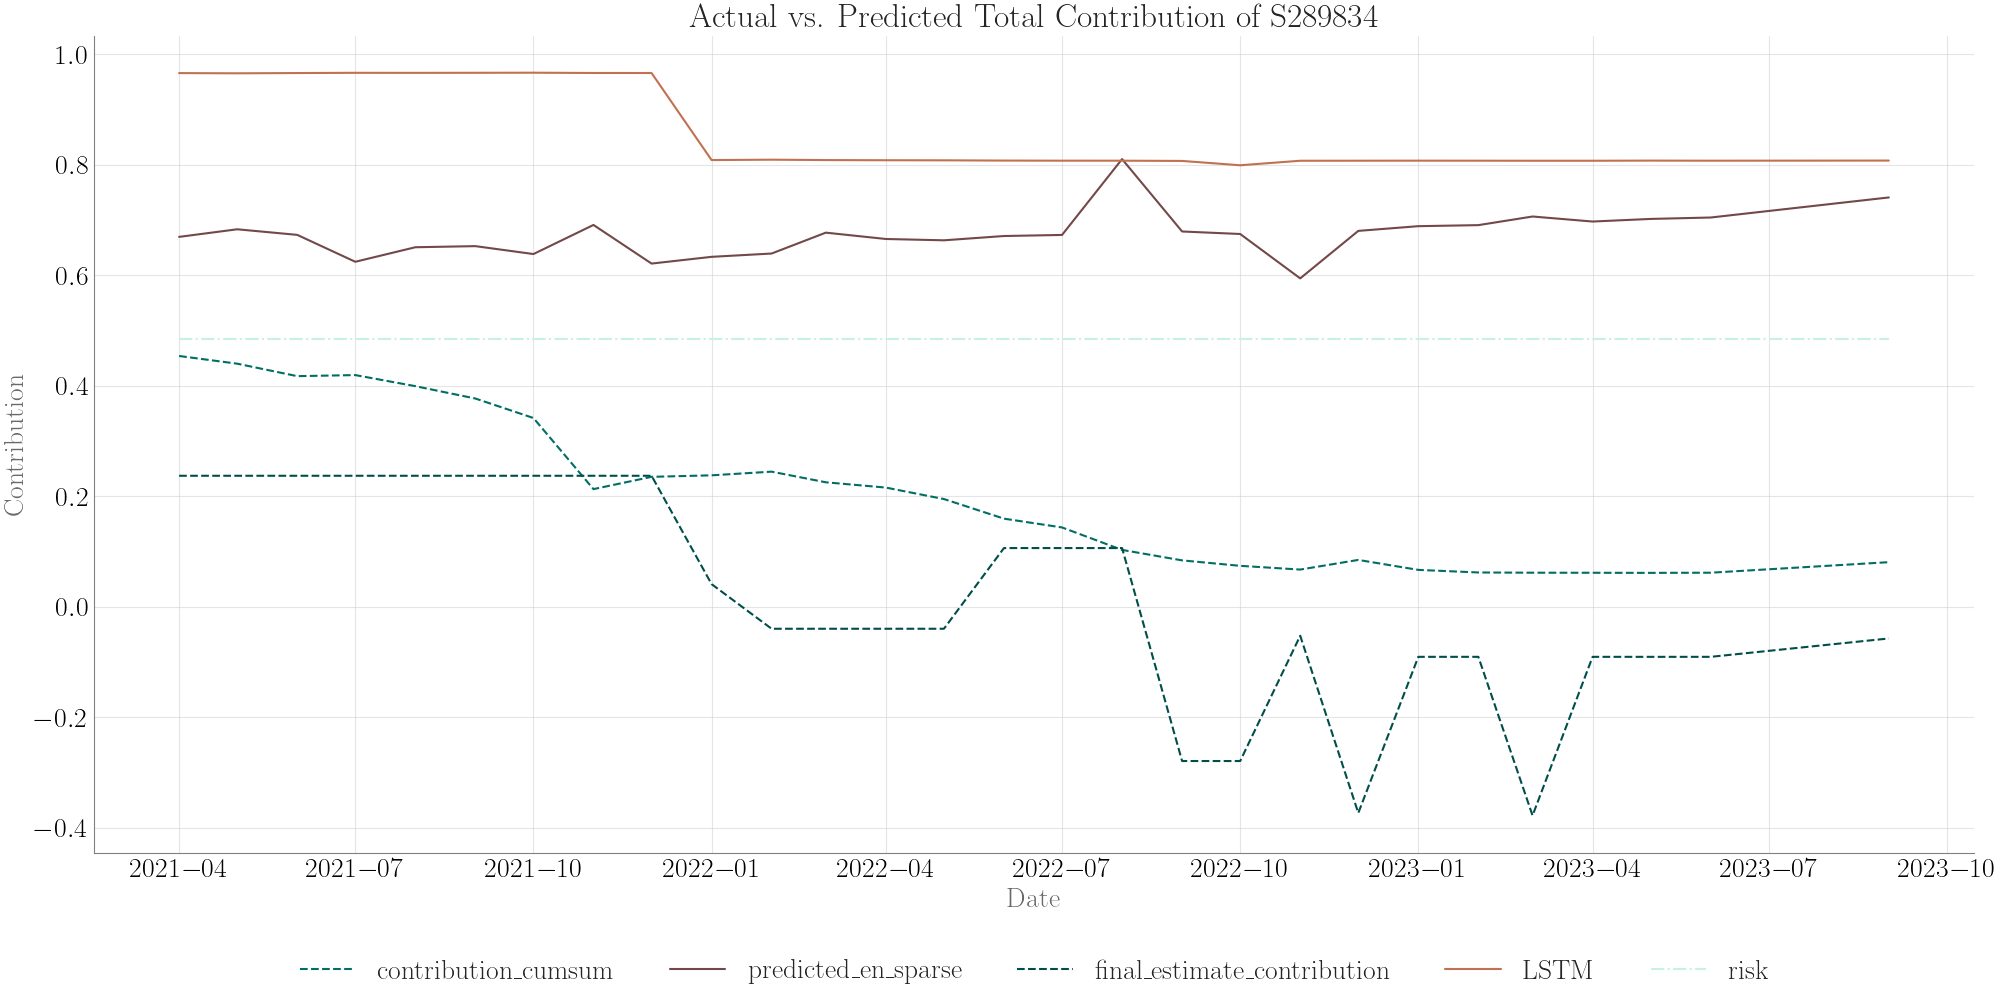 Actual vs. Predicted Total Contribution of S289834
1.0
0.8
0.6
0.4
0.2
0.0
−0.2
−0.4
Contribution
2021−04 2021−07 2021−10 2022−01 2022−04 2022−07 2022−10 2023−01 2023−04 2023−07 2023−10
Date
contribution_cumsum predicted_en_sparse final_estimate_contribution LSTM risk